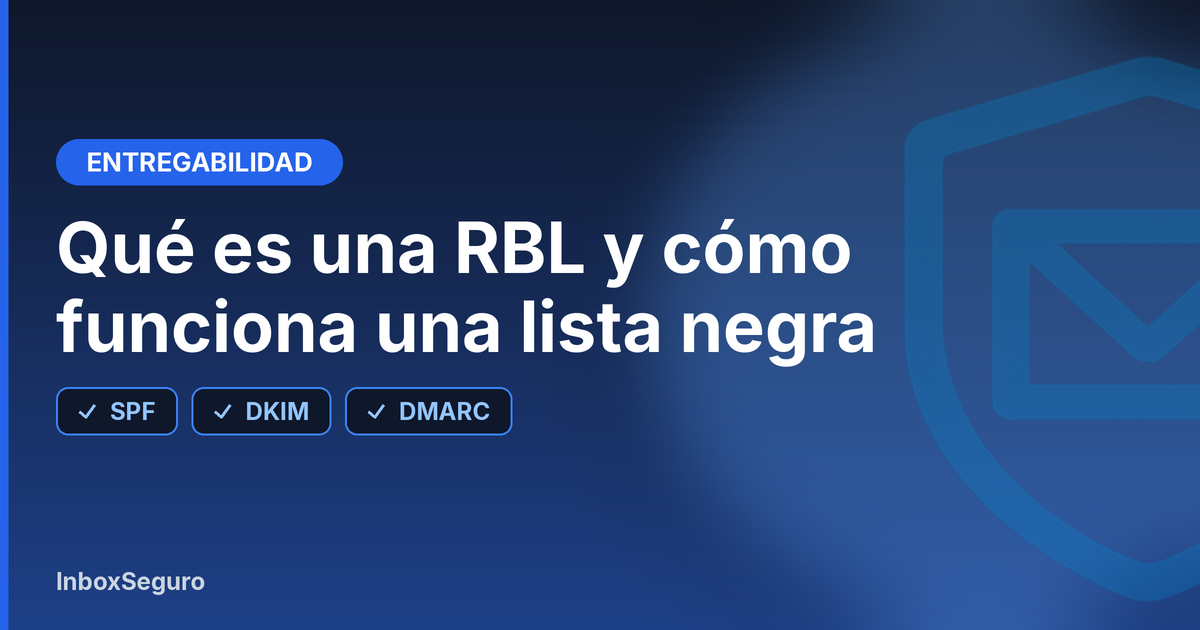 ENTREGABILIDAD
Qué es una RBL y cómo
funciona una lista negra
SPF DKIM DMARC
InboxSeguro